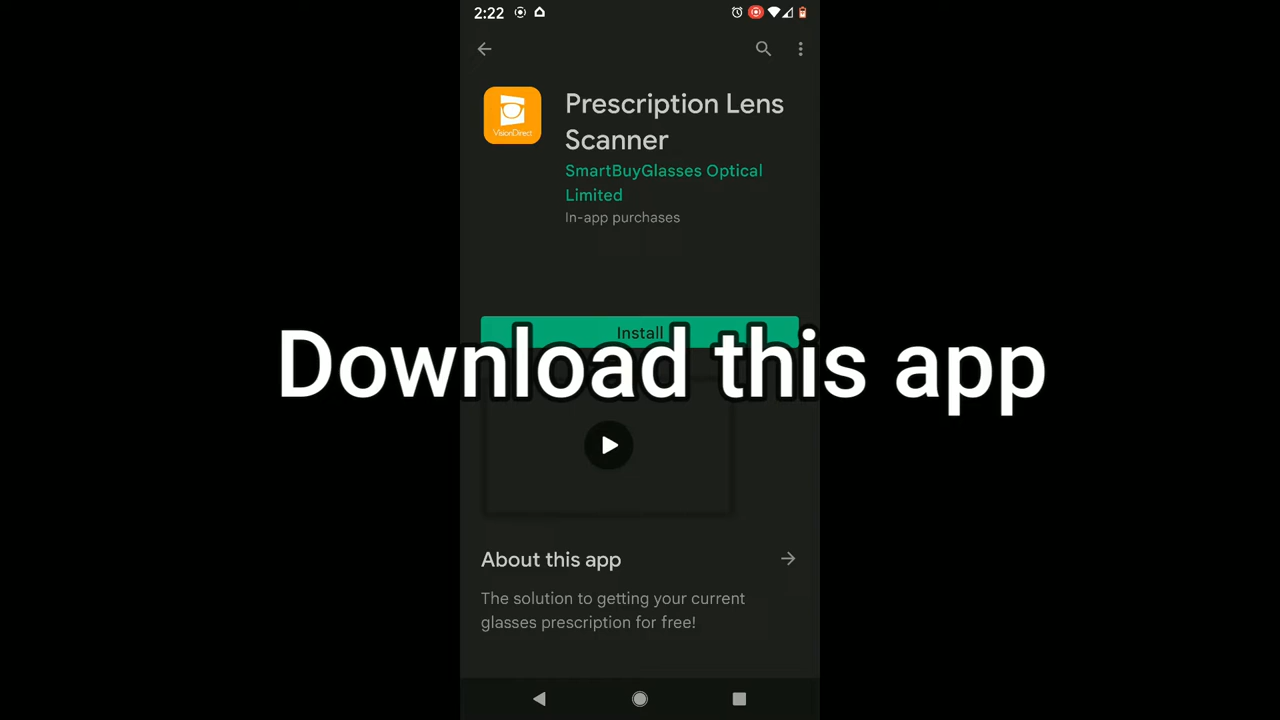 2:22
Prescription Lens
Scanner
VisionDirect
SmartBuyGlasses Optical
Limited
In-app purchases
Install
Download this app
About this app
The solution to getting your current
glasses prescription for free!